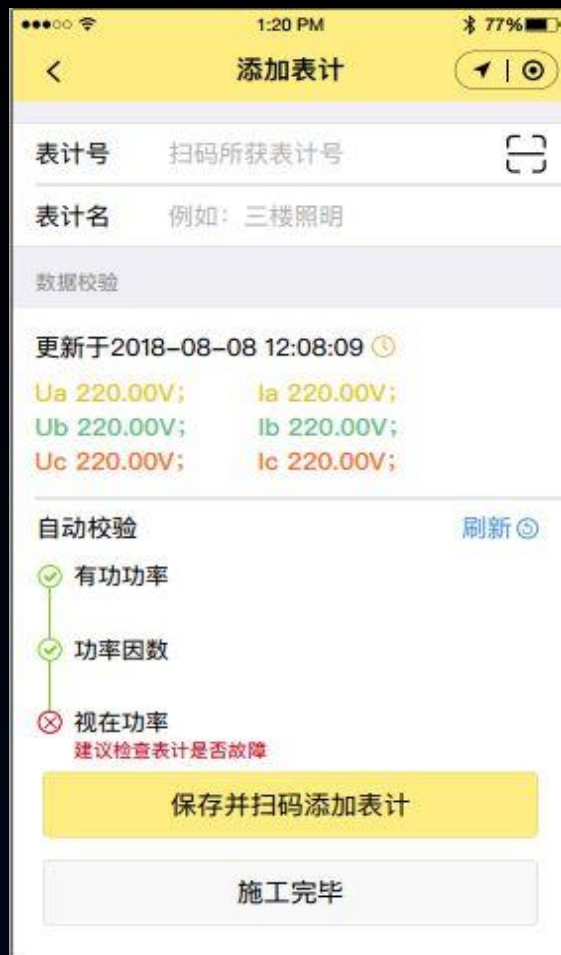 1:20 PM 77%
添加表计
表计号 扫码所获表计号
表计名 例如：三楼照明
数据校验
更新于2018-08-08 12:08:09
Ua 220.00V； Ia 220.00V；
Ub 220.00V； Ib 220.00V；
Uc 220.00V； Ic 220.00V；
自动校验 刷新
有功功率
功率因数
视在功率
建议检查表计是否故障
保存并扫码添加表计
施工完毕